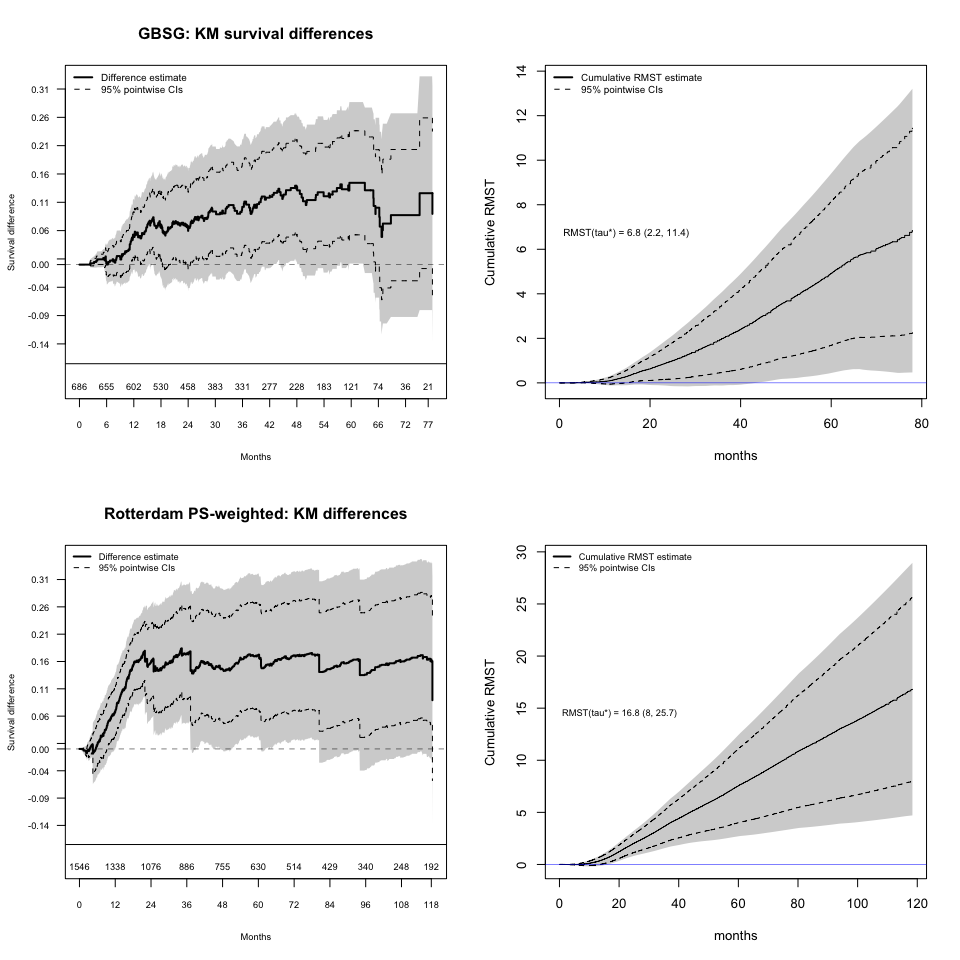 GBSG: KM survival differences
Difference estimate
95% pointwise CIs
Survival difference
0.31
0.26
0.21
0.16
0.11
0.06
0.00
-0.04
-0.09
-0.14
686 655 602 530 458 383 331 277 228 183 121 74 36 21
0 6 12 18 24 30 36 42 48 54 60 66 72 77
Months
Cumulative RMST estimate
95% pointwise CIs
RMST(tau*) = 6.8 (2.2, 11.4)
Cumulative RMST
14
12
10
8
6
4
2
0
0 20 40 60 80
months
Rotterdam PS-weighted: KM differences
Difference estimate
95% pointwise CIs
Survival difference
0.31
0.26
0.21
0.16
0.11
0.06
0.00
-0.04
-0.09
-0.14
1546 1338 1076 886 755 630 514 429 340 248 192
0 12 24 36 48 60 72 84 96 108 118
Months
Cumulative RMST estimate
95% pointwise CIs
RMST(tau*) = 16.8 (8, 25.7)
Cumulative RMST
30
25
20
15
10
5
0
0 20 40 60 80 100 120
months